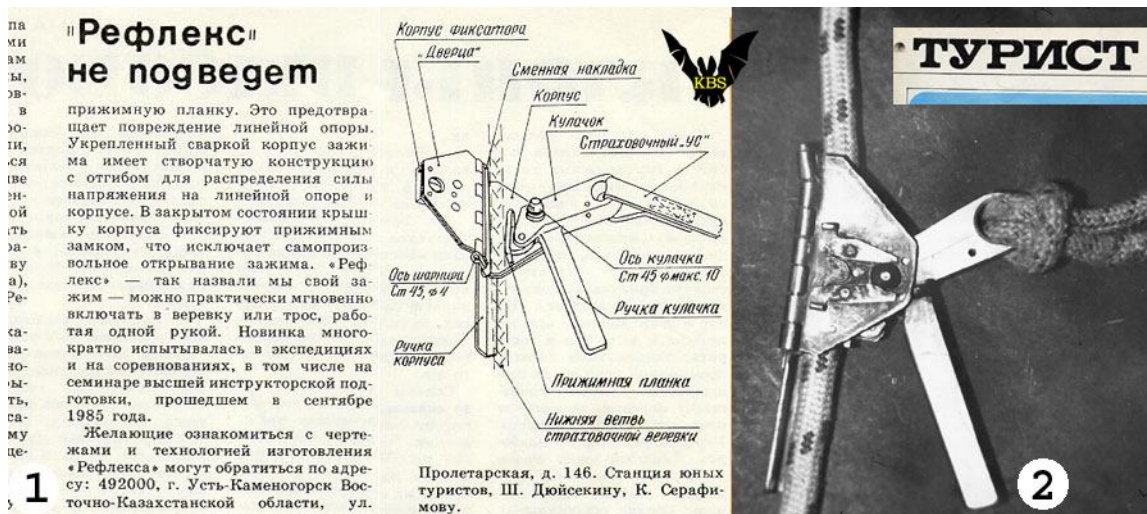 "Рефлекс"
не подведет
прижимную планку. Это предотвра-
щает повреждение линейной опоры.
Укрепленный сваркой корпус зажи-
ма имеет створчатую конструкцию
с отгибом для распределения силы
напряжения на линейной опоре и
корпусе. В закрытом состоянии крыш-
ку корпуса фиксируют прижимным
замком, что исключает самопроиз-
вольное открывание зажима. «Реф-
лекс» — так назвали мы свой за-
жим — можно практически мгновенно
включать в веревку или трос, рабо-
тая одной рукой. Новинка много-
кратно испытывалась в экспедициях
и на соревнованиях, в том числе на
семинаре высшей инструкторской под-
готовки, прошедшем в сентябре
1985 года.
Желающие ознакомиться с черте-
жами и технологией изготовления
«Рефлекса» могут обратиться по адре-
су: 492000, г. Усть-Каменогорск Вос-
точно-Казахстанской области, ул.
1
Корпус фиксатора
„Дверца"
Сменная накладка
Корпус
Кулачок
Страховочный „УС"
Ось кулачка
Ст 45 ф макс. 10
Ось шарнира
Ст 45, ф 4
Ручка кулачка
Ручка
корпуса
Прижимная планка
Нижняя ветвь
страховочной веревки
Пролетарская, д. 146. Станция юных
туристов, Ш. Дюйсекину, К. Серафи-
мову.
KBS
ТУРИСТ
2